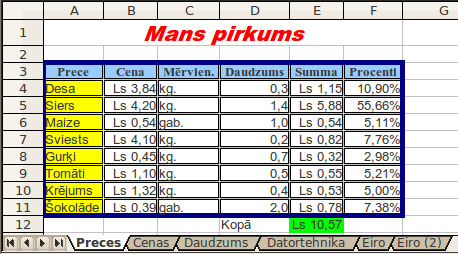 A B C D E F G
1 Mans pirkums
2
3 Prece Cena Mērvien. Daudzums Summa Procenti
4 Desa Ls 3,84 kg. 0,3 Ls 1,15 10,90%
5 Siers Ls 4,20 kg. 1,4 Ls 5,88 55,66%
6 Maize Ls 0,54 gab. 1,0 Ls 0,54 5,11%
7 Sviests Ls 4,10 kg. 0,2 Ls 0,82 7,76%
8 Gurķi Ls 0,45 kg. 0,7 Ls 0,32 2,98%
9 Tomāti Ls 1,10 kg. 0,5 Ls 0,55 5,21%
10 Krējums Ls 1,32 kg. 0,4 Ls 0,53 5,00%
11 Šokolāde Ls 0,39 gab. 2,0 Ls 0,78 7,38%
12 Kopā Ls 10,57
Preces Cenas Daudzums Datortehnika Eiro Eiro (2)